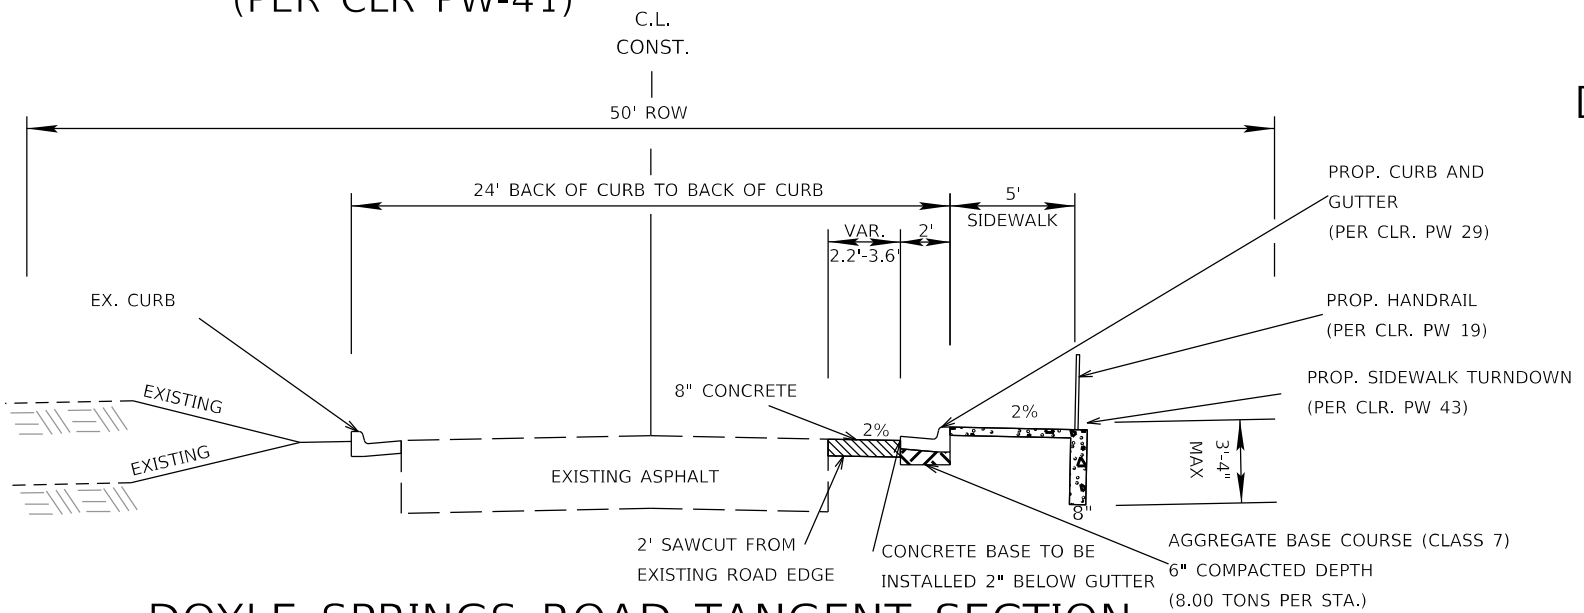 (PER CLR PW-41)
C.L.
CONST.
50' ROW
24' BACK OF CURB TO BACK OF CURB
5'
SIDEWALK
VAR.
2.2'-3.6'
2'
PROP. CURB AND
GUTTER
(PER CLR. PW 29)
EX. CURB
PROP. HANDRAIL
(PER CLR. PW 19)
PROP. SIDEWALK TURNDOWN
(PER CLR. PW 43)
EXISTING
EXISTING
8" CONCRETE
2%
2%
EXISTING ASPHALT
3'-4"
MAX
8"
2' SAWCUT FROM
EXISTING ROAD EDGE
CONCRETE BASE TO BE
INSTALLED 2" BELOW GUTTER
AGGREGATE BASE COURSE (CLASS 7)
6" COMPACTED DEPTH
(8.00 TONS PER STA.)
DOYLE SPRINGS ROAD TANGENT SECTION